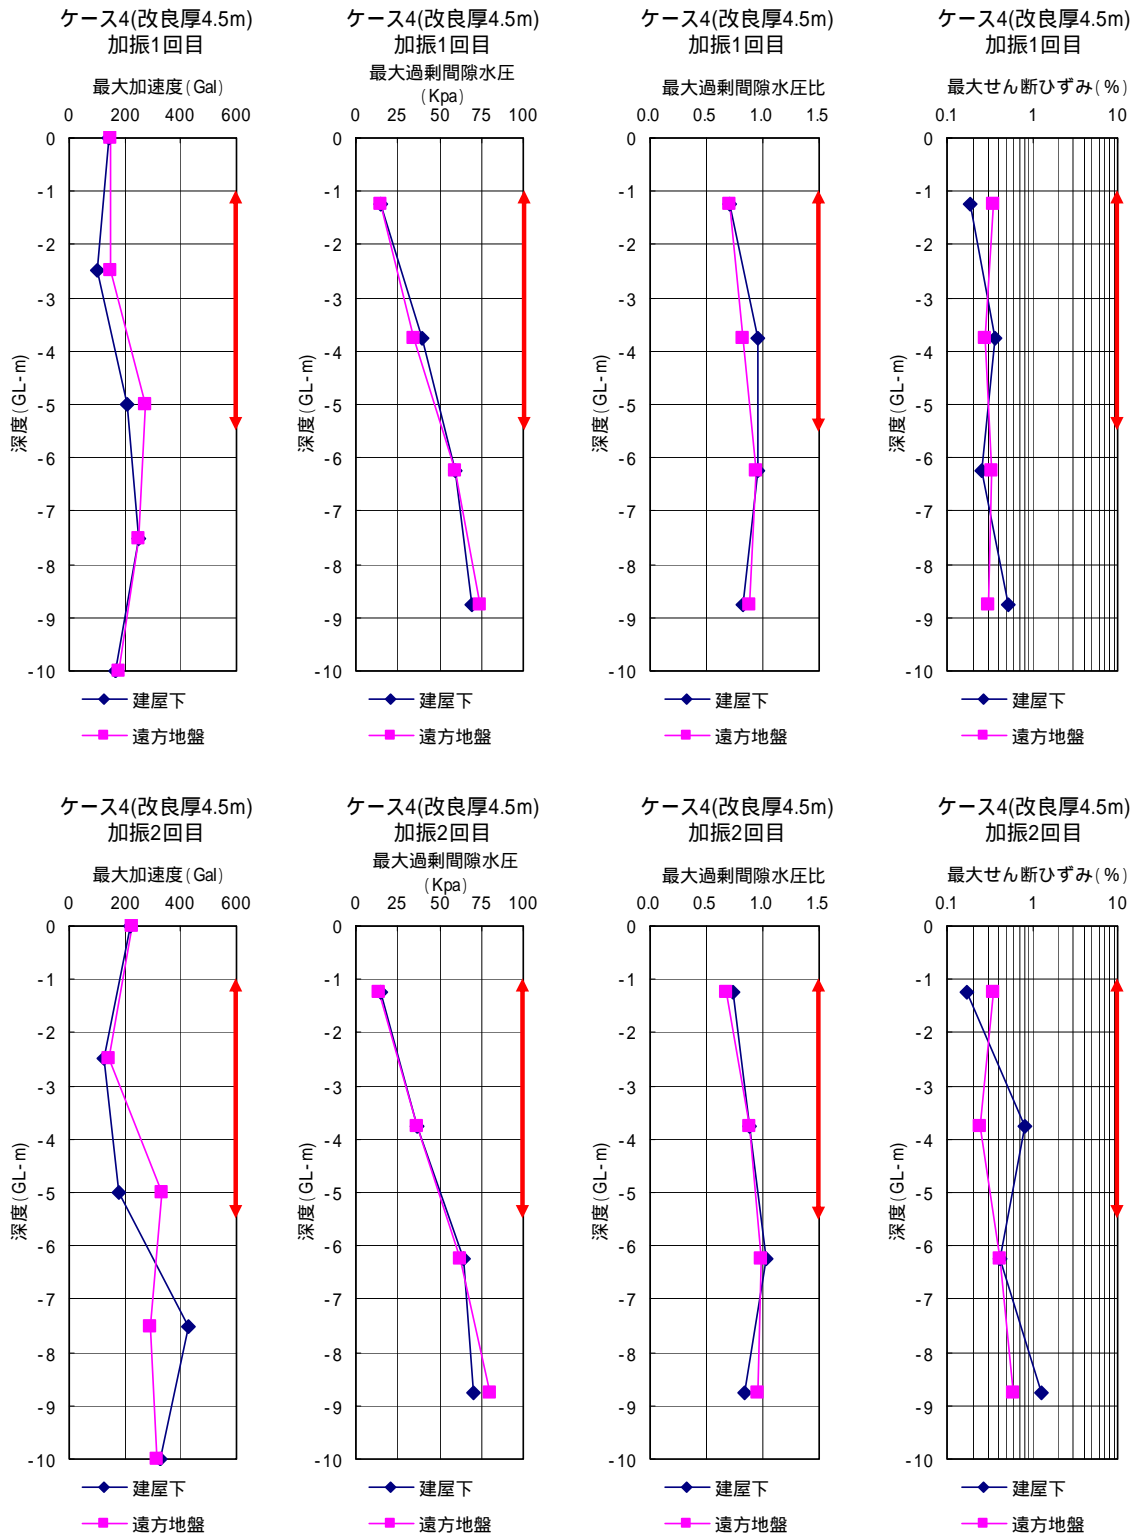 ケース4(改良厚4.5m)
加振1回目
最大加速度(Gal)
0 200 400 600
0
-1
-2
-3
-4
-5
-6
-7
-8
-9
-10
深度(GL-m)
建屋下
遠方地盤
ケース4(改良厚4.5m)
加振1回目
最大過剰間隙水圧
(Kpa)
0 25 50 75 100
0
-1
-2
-3
-4
-5
-6
-7
-8
-9
-10
深度(GL-m)
建屋下
遠方地盤
ケース4(改良厚4.5m)
加振1回目
最大過剰間隙水圧比
0.0 0.5 1.0 1.5
0
-1
-2
-3
-4
-5
-6
-7
-8
-9
-10
深度(GL-m)
建屋下
遠方地盤
ケース4(改良厚4.5m)
加振1回目
最大せん断ひずみ(%)
0.1 1 10
0
-1
-2
-3
-4
-5
-6
-7
-8
-9
-10
深度(GL-m)
建屋下
遠方地盤
ケース4(改良厚4.5m)
加振2回目
最大加速度(Gal)
0 200 400 600
0
-1
-2
-3
-4
-5
-6
-7
-8
-9
-10
深度(GL-m)
建屋下
遠方地盤
ケース4(改良厚4.5m)
加振2回目
最大過剰間隙水圧
(Kpa)
0 25 50 75 100
0
-1
-2
-3
-4
-5
-6
-7
-8
-9
-10
深度(GL-m)
建屋下
遠方地盤
ケース4(改良厚4.5m)
加振2回目
最大過剰間隙水圧比
0.0 0.5 1.0 1.5
0
-1
-2
-3
-4
-5
-6
-7
-8
-9
-10
深度(GL-m)
建屋下
遠方地盤
ケース4(改良厚4.5m)
加振2回目
最大せん断ひずみ(%)
0.1 1 10
0
-1
-2
-3
-4
-5
-6
-7
-8
-9
-10
深度(GL-m)
建屋下
遠方地盤